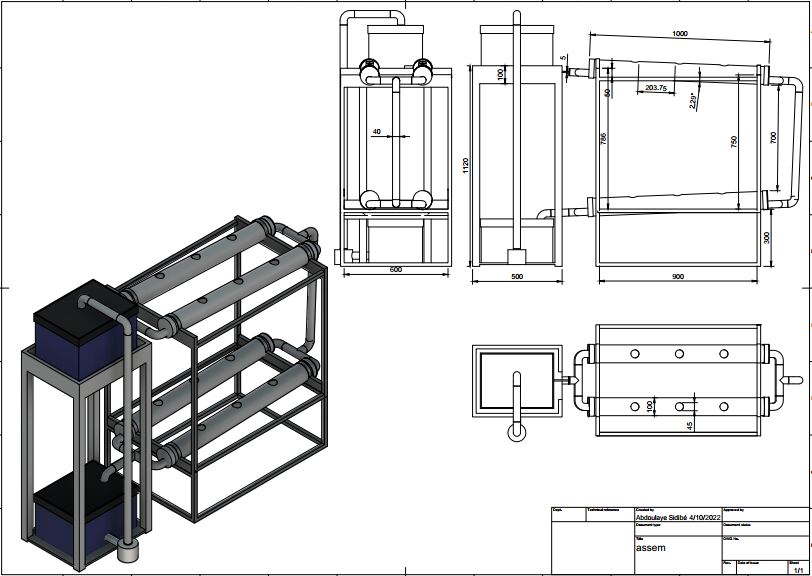 1000
5
100
50
203.75
2,29°
40
786
750
700
1120
300
600
500
900
100
45
Dept.
Technical reference
Created by
Approved by
Abdoulaye Sidibé 4/10/2022
Document type
Document status
Title
DWG No.
assem
Rev.
Date of issue
Sheet
1/1